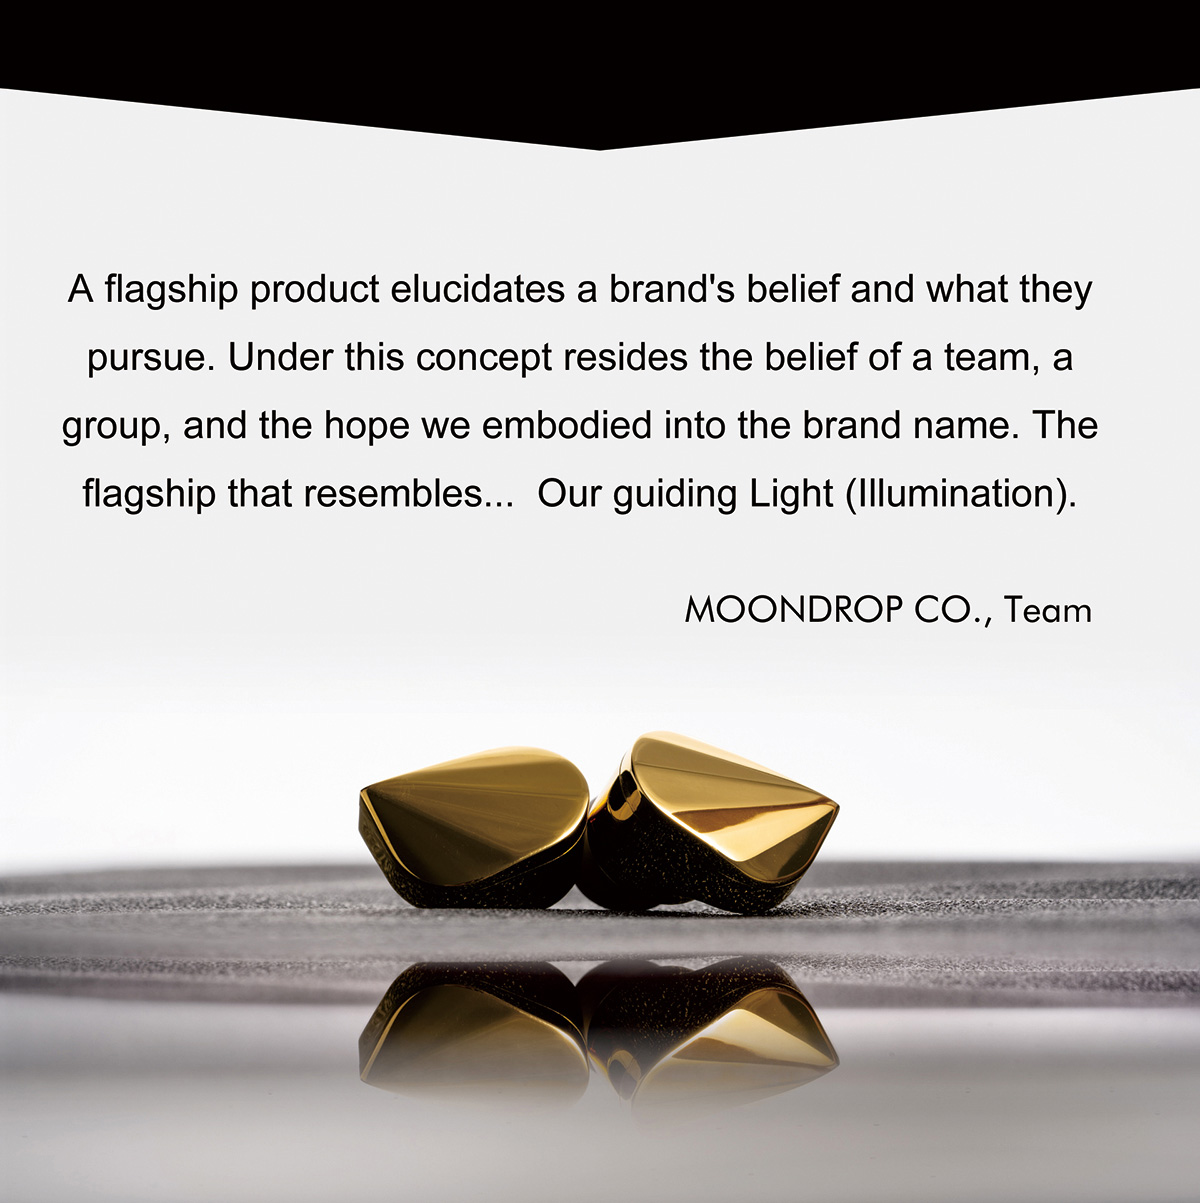 A flagship product elucidates a brand's belief and what they
pursue. Under this concept resides the belief of a team, a
group, and the hope we embodied into the brand name. The
flagship that resembles...  Our guiding Light (Illumination).
MOONDROP CO., Team